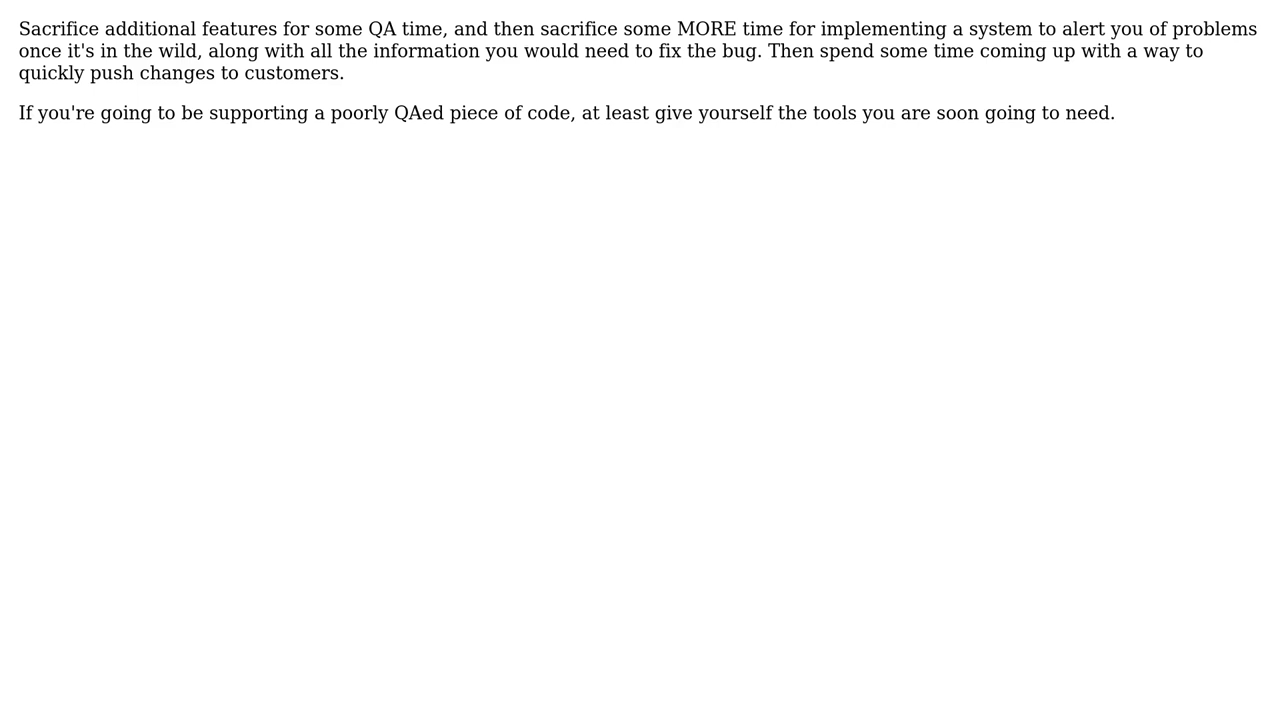 Sacrifice additional features for some QA time, and then sacrifice some MORE time for implementing a system to alert you of problems
once it's in the wild, along with all the information you would need to fix the bug. Then spend some time coming up with a way to
quickly push changes to customers.
If you're going to be supporting a poorly QAed piece of code, at least give yourself the tools you are soon going to need.